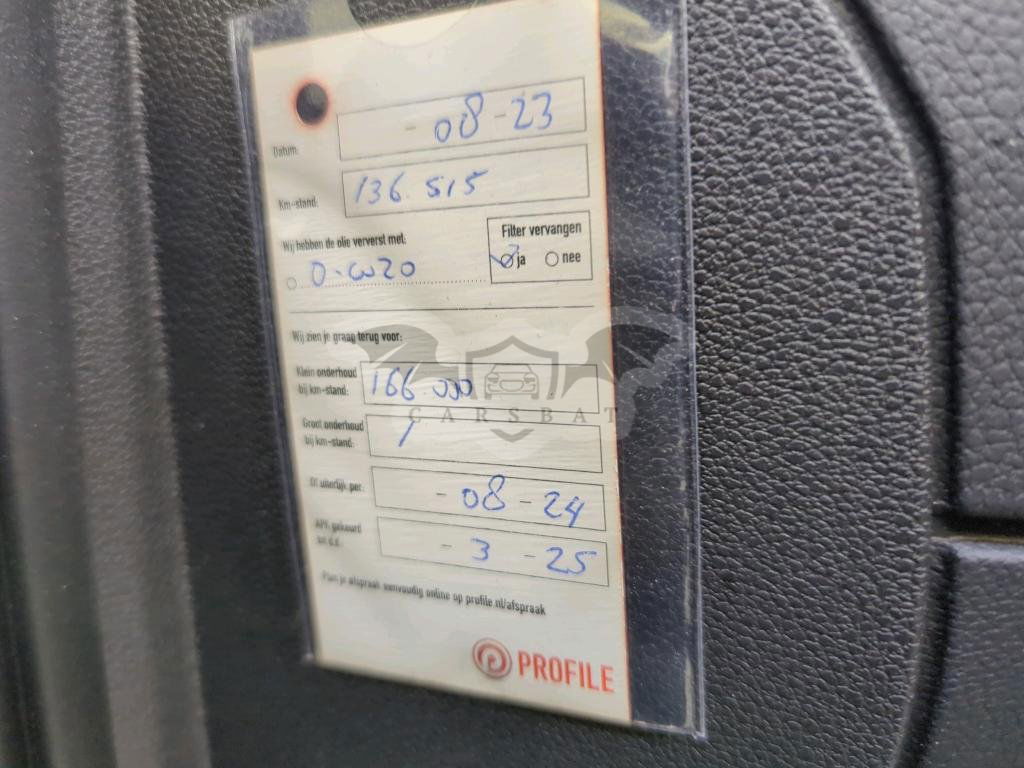 Datum:
- 08 - 23
Km-stand:
136.515
Wij hebben de olie ververst met:
0-W20
Filter vervangen
ja
nee
Wij zien je graag terug voor:
Klein onderhoud
bij km-stand:
166.000
CARSBAT
Groot onderhoud
bij km-stand:
/
Of uiterlijk per:
- 08 - 24
APK gekeurd
- 3 - 25
Plan je afspraak eenvoudig online op profile.nl/afspraak
PROFILE